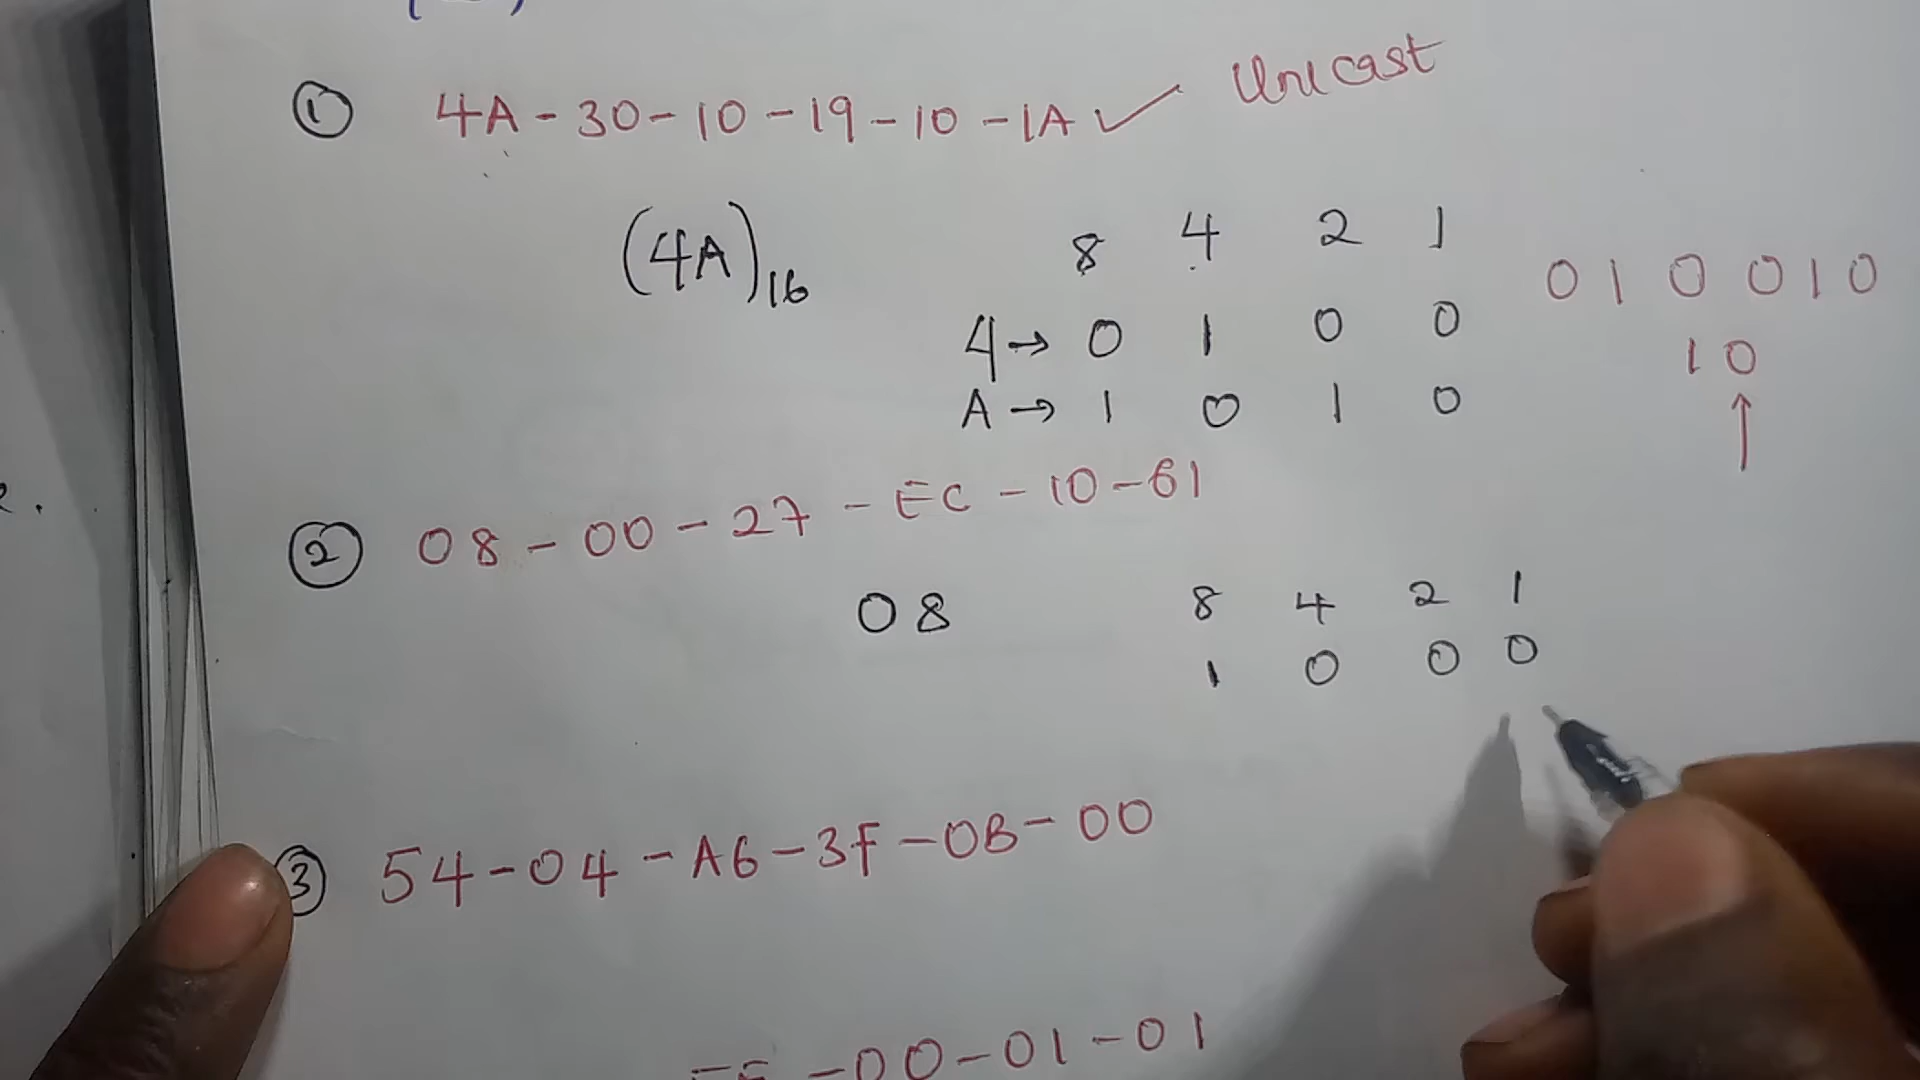 ① 4A-30-10-19-10-1A ✓ Unicast
(4A)16
8 4 2 1
4→ 0 1 0 0
A→ 1 0 1 0
0 1 0 0 1 0
1 0
↑
② 08-00-27-EC-10-61
08
8 4 2 1
1 0 0 0
③ 54-04-A6-3F-0B-00
-00-01-01